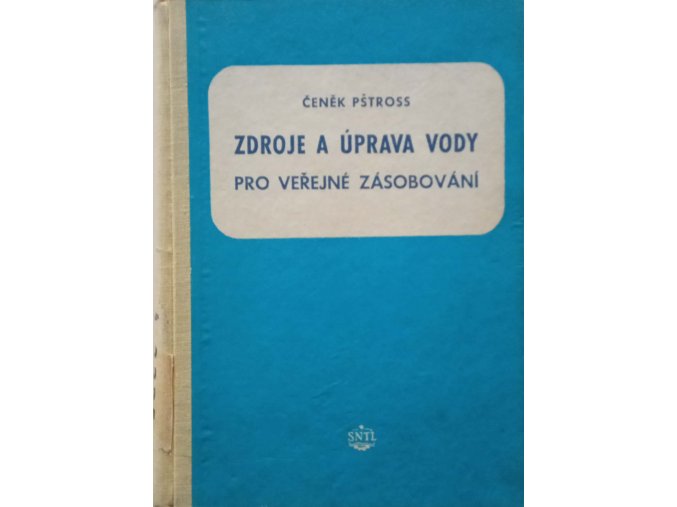 ČENĚK PŠTROSS
ZDROJE A ÚPRAVA VODY
PRO VEŘEJNÉ ZÁSOBOVÁNÍ
SNTL